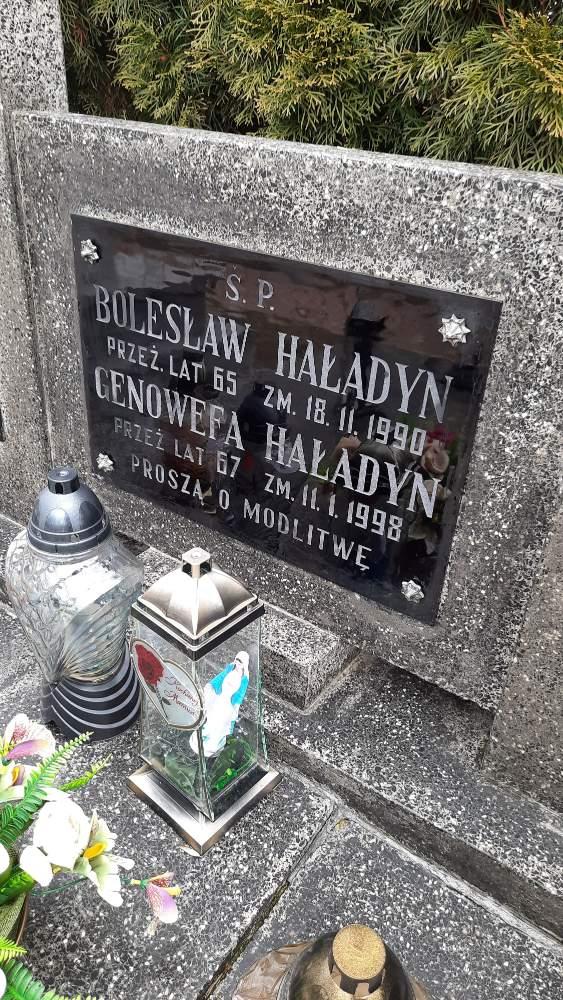 Ś. P.
BOLESŁAW HAŁADYN
PRZEŻ. LAT 65 ZM. 18. 11. 1990
GENOWEFA HAŁADYN
PRZEŻ LAT 67 ZM. 11. 1. 1998
PROSZĄ O MODLITWĘ